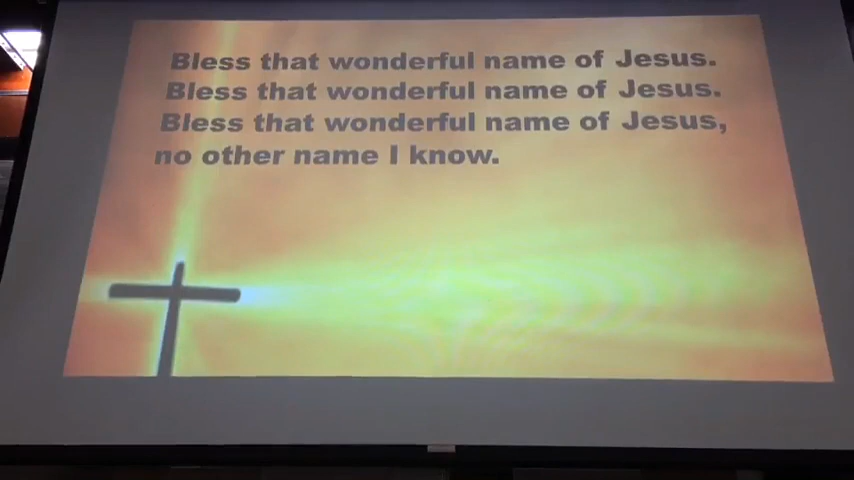 Bless that wonderful name of Jesus.
Bless that wonderful name of Jesus.
Bless that wonderful name of Jesus,
no other name I know.